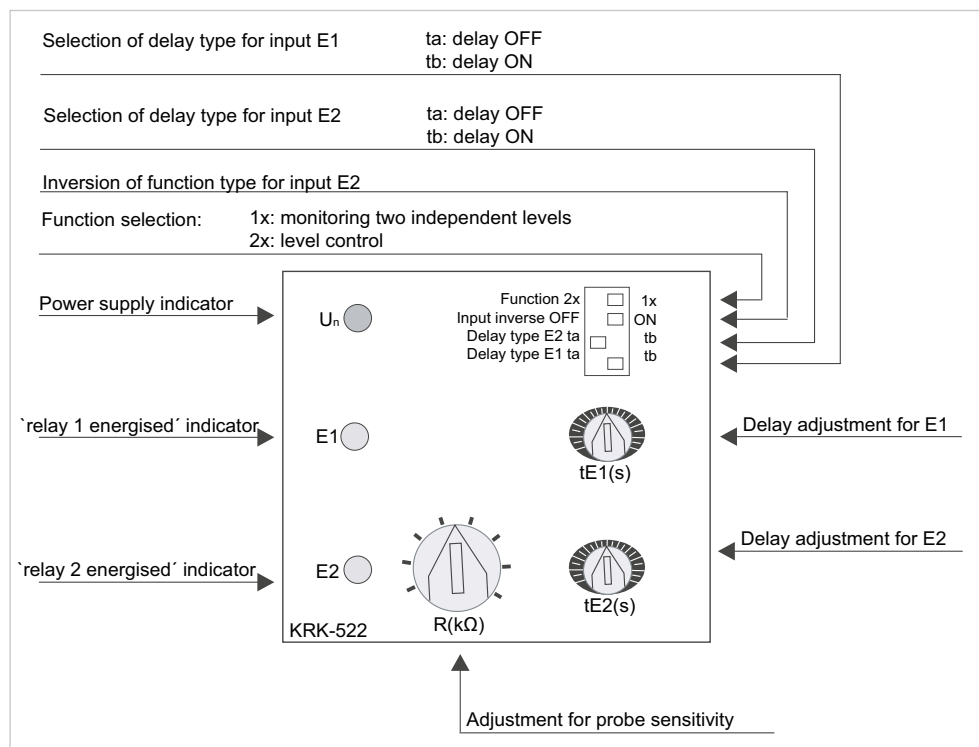 Selection of delay type for input E1 ta: delay OFF
tb: delay ON
Selection of delay type for input E2 ta: delay OFF
tb: delay ON
Inversion of function type for input E2
Function selection: 1x: monitoring two independent levels
2x: level control
Power supply indicator
Un
Function 2x 1x
Input inverse OFF ON
Delay type E2 ta tb
Delay type E1 ta tb
`relay 1 energised´ indicator
E1
tE1(s)
Delay adjustment for E1
`relay 2 energised´ indicator
E2
R(kΩ)
tE2(s)
Delay adjustment for E2
KRK-522
Adjustment for probe sensitivity